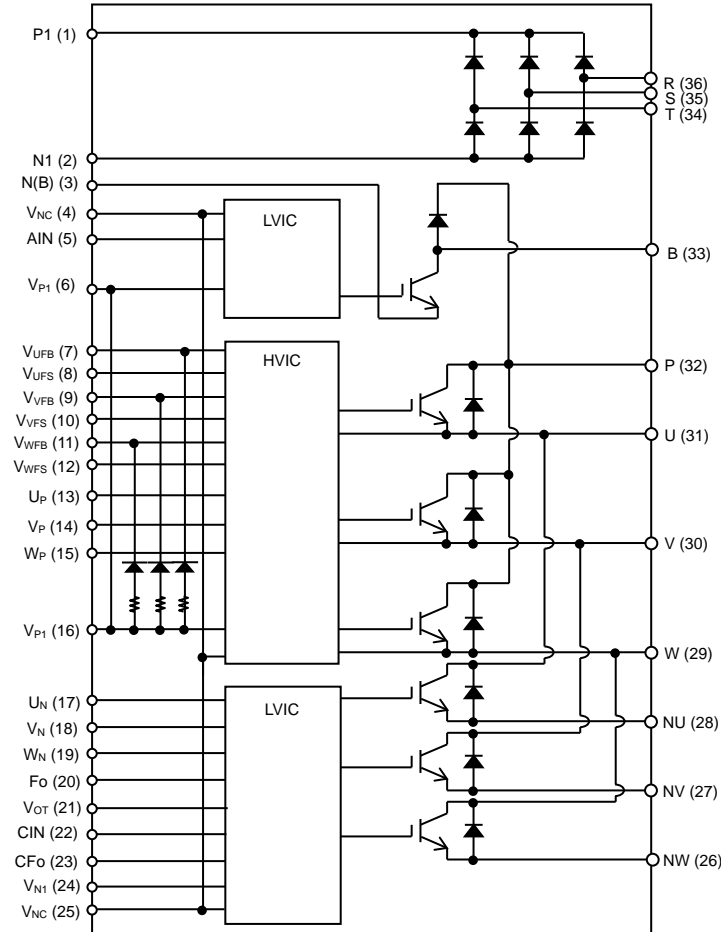 P1 (1)
N1 (2)
N(B) (3)
VNC (4)
AIN (5)
VP1 (6)
VUFB (7)
VUFS (8)
VVFB (9)
VVFS (10)
VWFB (11)
VWFS (12)
UP (13)
VP (14)
WP (15)
VP1 (16)
UN (17)
VN (18)
WN (19)
Fo (20)
VOT (21)
CIN (22)
CFo (23)
VN1 (24)
VNC (25)
LVIC
HVIC
LVIC
R (36)
S (35)
T (34)
B (33)
P (32)
U (31)
V (30)
W (29)
NU (28)
NV (27)
NW (26)